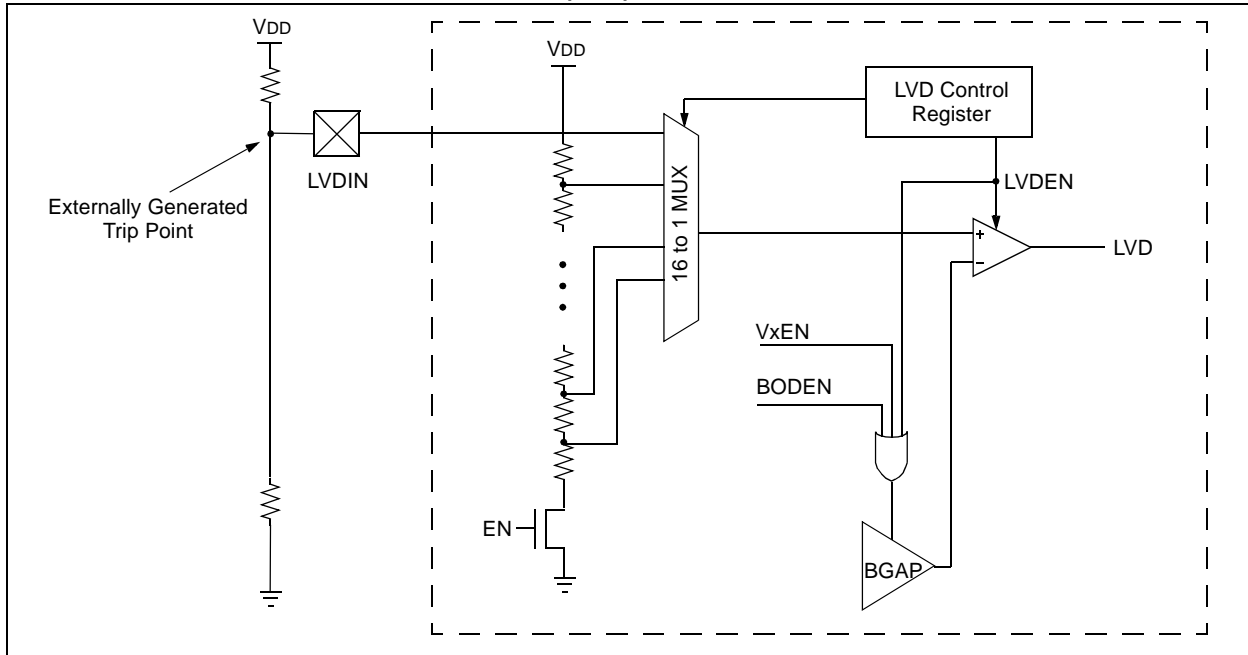 VDD
VDD
LVD Control
Register
LVDIN
16 to 1 MUX
LVDEN
Externally Generated
Trip Point
+
–
LVD
VxEN
BODEN
EN
BGAP